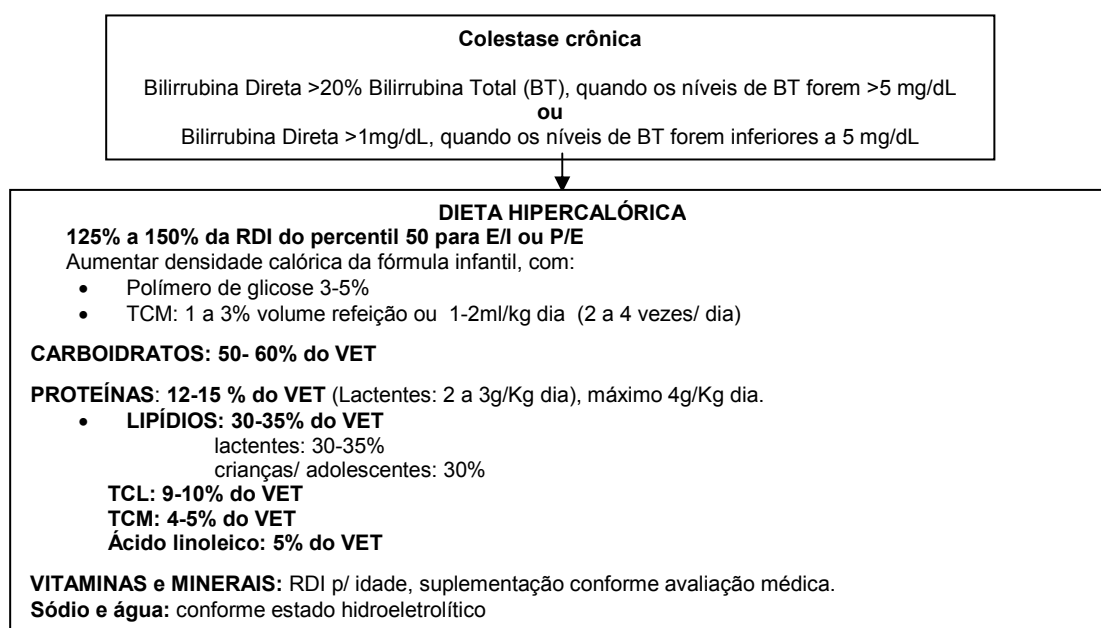 Colestase crônica
Bilirrubina Direta >20% Bilirrubina Total (BT), quando os níveis de BT forem >5 mg/dL
ou
Bilirrubina Direta >1mg/dL, quando os níveis de BT forem inferiores a 5 mg/dL
DIETA HIPERCALÓRICA
125% a 150% da RDI do percentil 50 para E/I ou P/E
Aumentar densidade calórica da fórmula infantil, com:
• Polímero de glicose 3-5%
• TCM: 1 a 3% volume refeição ou 1-2ml/kg dia (2 a 4 vezes/ dia)
CARBOIDRATOS: 50- 60% do VET
PROTEÍNAS: 12-15 % do VET (Lactentes: 2 a 3g/Kg dia), máximo 4g/Kg dia.
• LIPÍDIOS: 30-35% do VET
lactentes: 30-35%
crianças/ adolescentes: 30%
TCL: 9-10% do VET
TCM: 4-5% do VET
Ácido linoleico: 5% do VET
VITAMINAS e MINERAIS: RDI p/ idade, suplementação conforme avaliação médica.
Sódio e água: conforme estado hidroeletrolítico